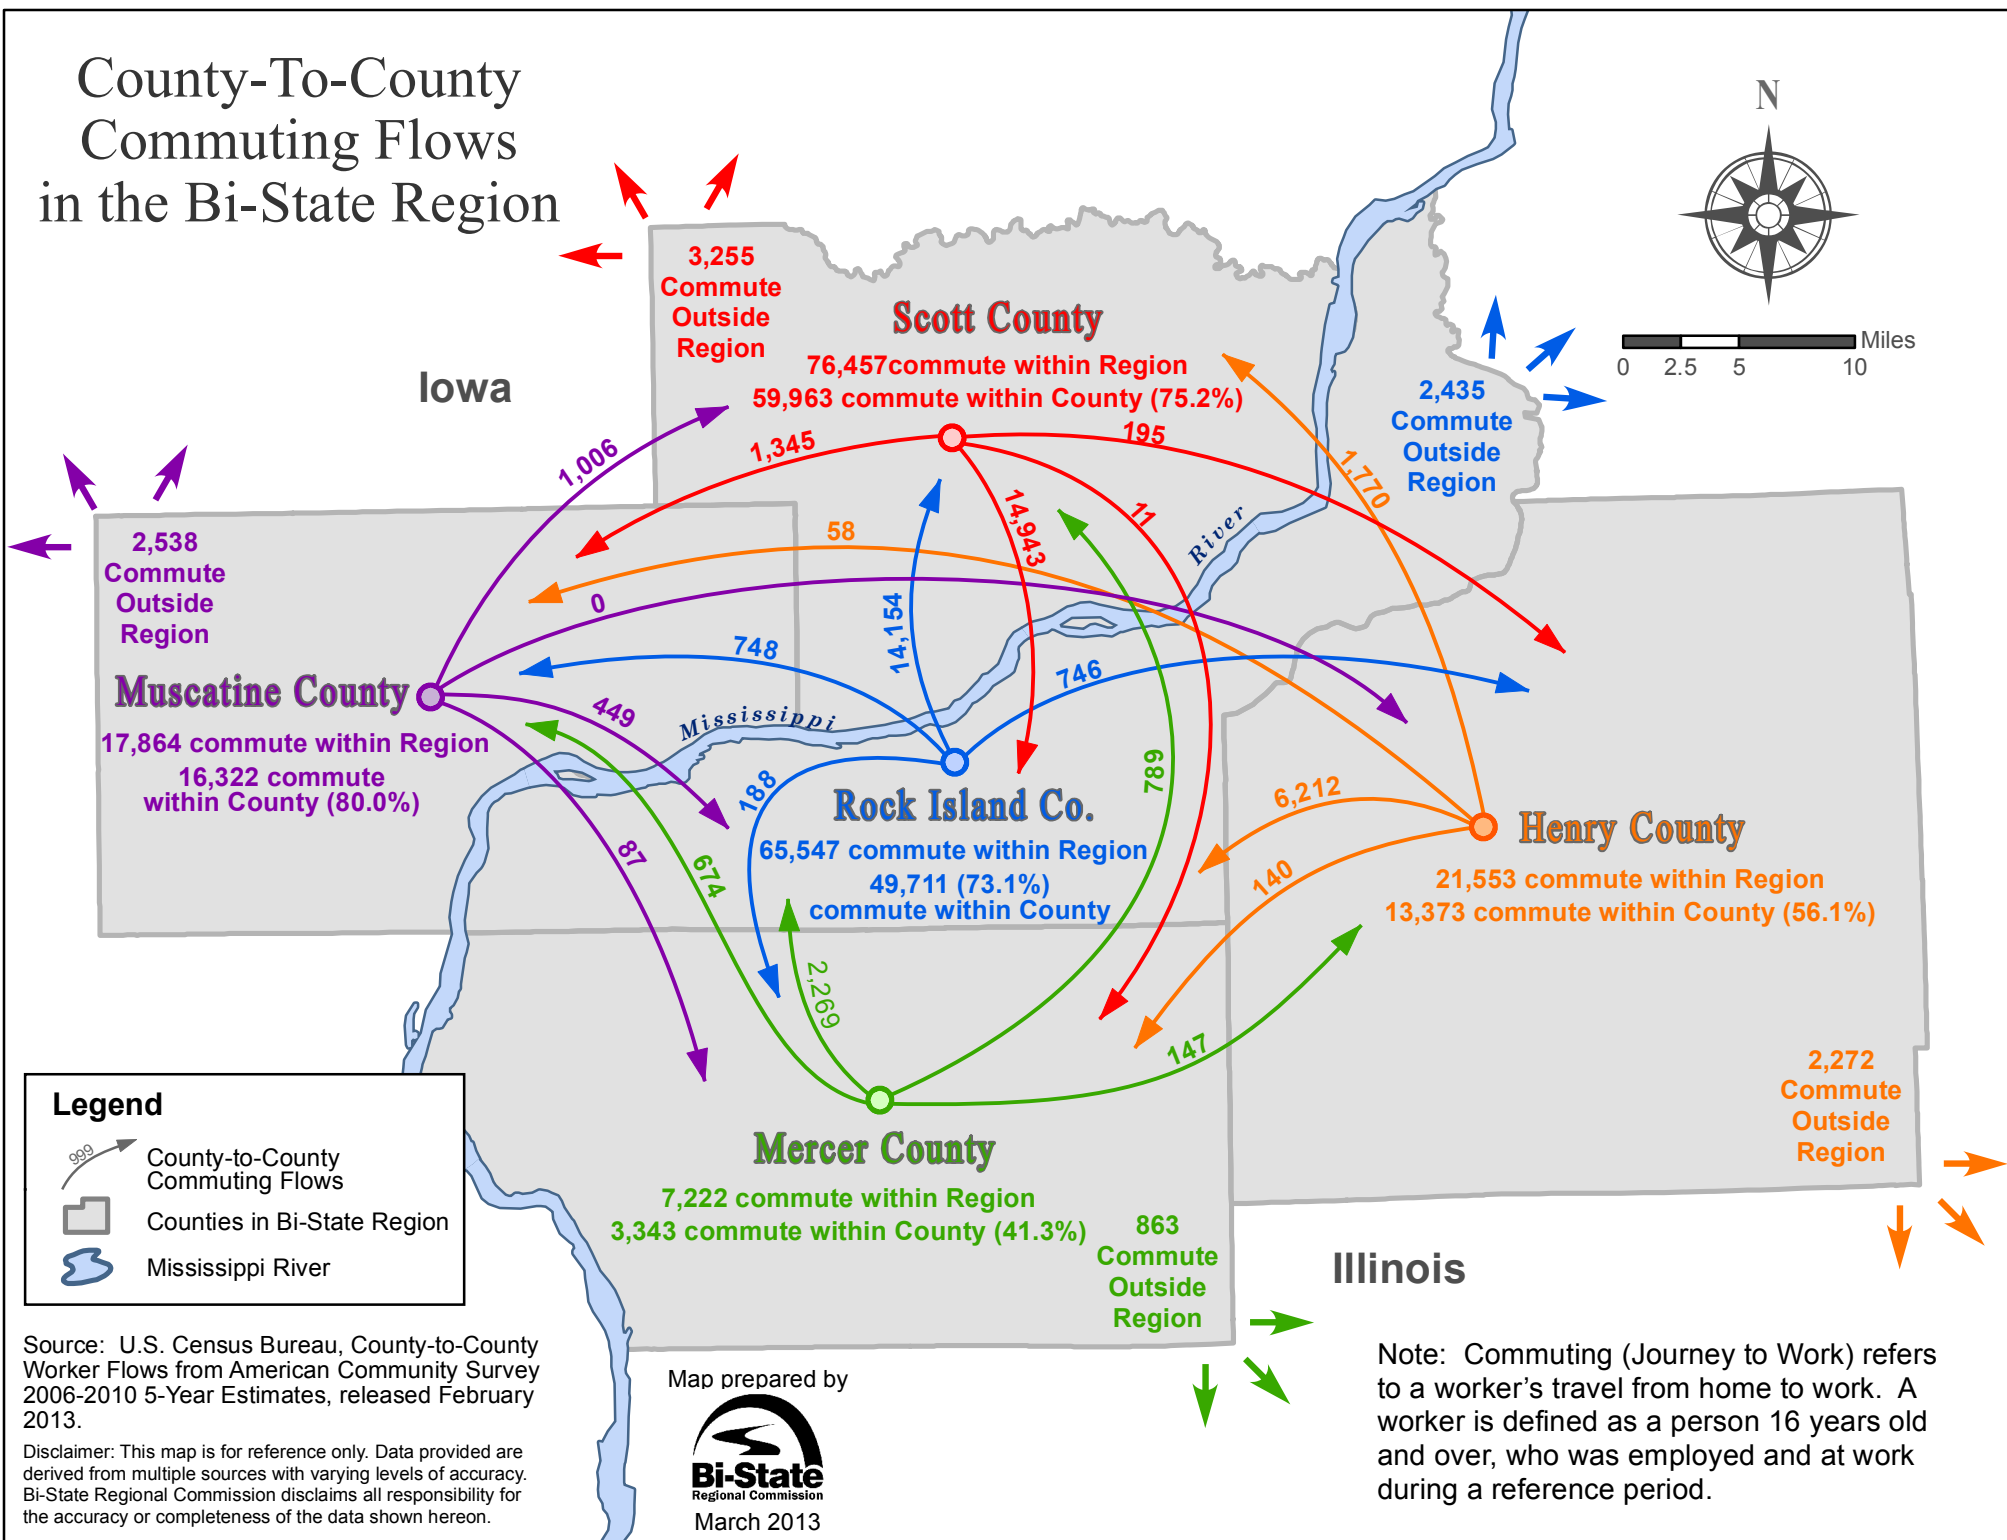 County-To-County
Commuting Flows
in the Bi-State Region
N
Miles
0 2.5 5 10
Iowa
3,255
Commute
Outside
Region
Scott County
76,457commute within Region
59,963 commute within County (75.2%)
2,435
Commute
Outside
Region
1,006
1,345
195
1,770
14,943
11
58
0
14,154
748
746
River
Mississippi
2,538
Commute
Outside
Region
Muscatine County
17,864 commute within Region
16,322 commute
within County (80.0%)
449
87
188
674
789
Rock Island Co.
65,547 commute within Region
49,711 (73.1%)
commute within County
6,212
140
Henry County
21,553 commute within Region
13,373 commute within County (56.1%)
2,269
147
2,272
Commute
Outside
Region
Mercer County
7,222 commute within Region
3,343 commute within County (41.3%)
863
Commute
Outside
Region
Illinois
Legend
999
County-to-County
Commuting Flows
Counties in Bi-State Region
Mississippi River
Source: U.S. Census Bureau, County-to-County
Worker Flows from American Community Survey
2006-2010 5-Year Estimates, released February
2013.
Disclaimer: This map is for reference only. Data provided are
derived from multiple sources with varying levels of accuracy.
Bi-State Regional Commission disclaims all responsibility for
the accuracy or completeness of the data shown hereon.
Map prepared by
Bi-State
Regional Commission
March 2013
Note: Commuting (Journey to Work) refers
to a worker's travel from home to work. A
worker is defined as a person 16 years old
and over, who was employed and at work
during a reference period.